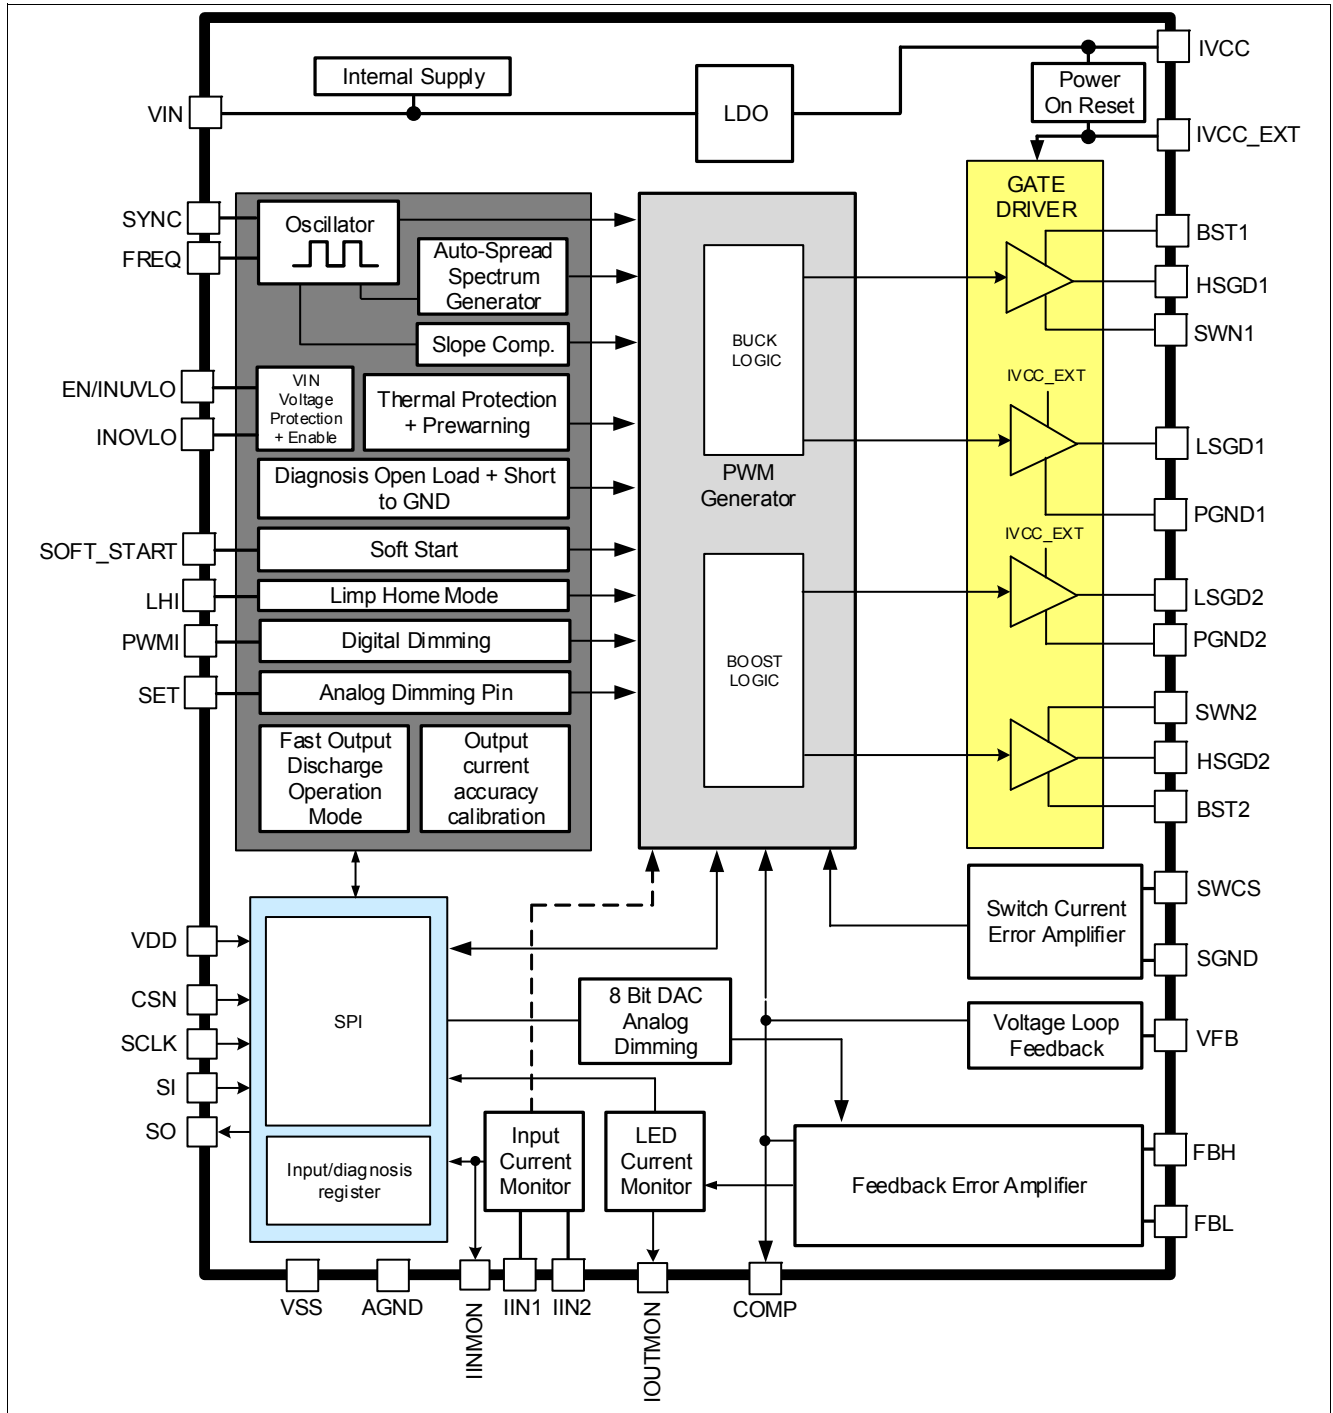 IVCC
Internal Supply
Power
On Reset
VIN
LDO
IVCC_EXT
GATE
DRIVER
SYNC
Oscillator
BST1
FREQ
Auto-Spread
Spectrum
Generator
HSGD1
SWN1
Slope Comp.
BUCK
LOGIC
EN/INUVLO
VIN
Voltage
Protection
+ Enable
Thermal Protection
+ Prewarning
IVCC_EXT
INOVLO
LSGD1
Diagnosis Open Load + Short
to GND
PWM
Generator
PGND1
IVCC_EXT
SOFT_START
Soft Start
LHI
Limp Home Mode
LSGD2
PWMI
Digital Dimming
PGND2
BOOST
LOGIC
SET
Analog Dimming Pin
SWN2
Fast Output
Discharge
Operation
Mode
Output
current
accuracy
calibration
HSGD2
BST2
SWCS
Switch Current
Error Amplifier
VDD
SGND
CSN
SPI
8 Bit DAC
Analog
Dimming
SCLK
Voltage Loop
Feedback
VFB
SI
SO
Input
Current
Monitor
LED
Current
Monitor
FBH
Input/diagnosis
register
Feedback Error Amplifier
FBL
VSS
AGND
IINMON
IIN1
IIN2
IOUTMON
COMP